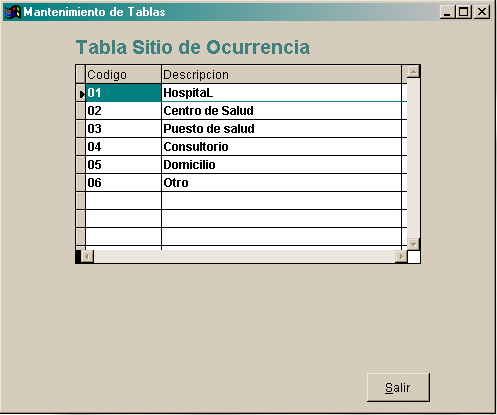 Mantenimiento de Tablas
Tabla Sitio de Ocurrencia
Codigo Descripcion
01 HospitaL
02 Centro de Salud
03 Puesto de salud
04 Consultorio
05 Domicilio
06 Otro
Salir